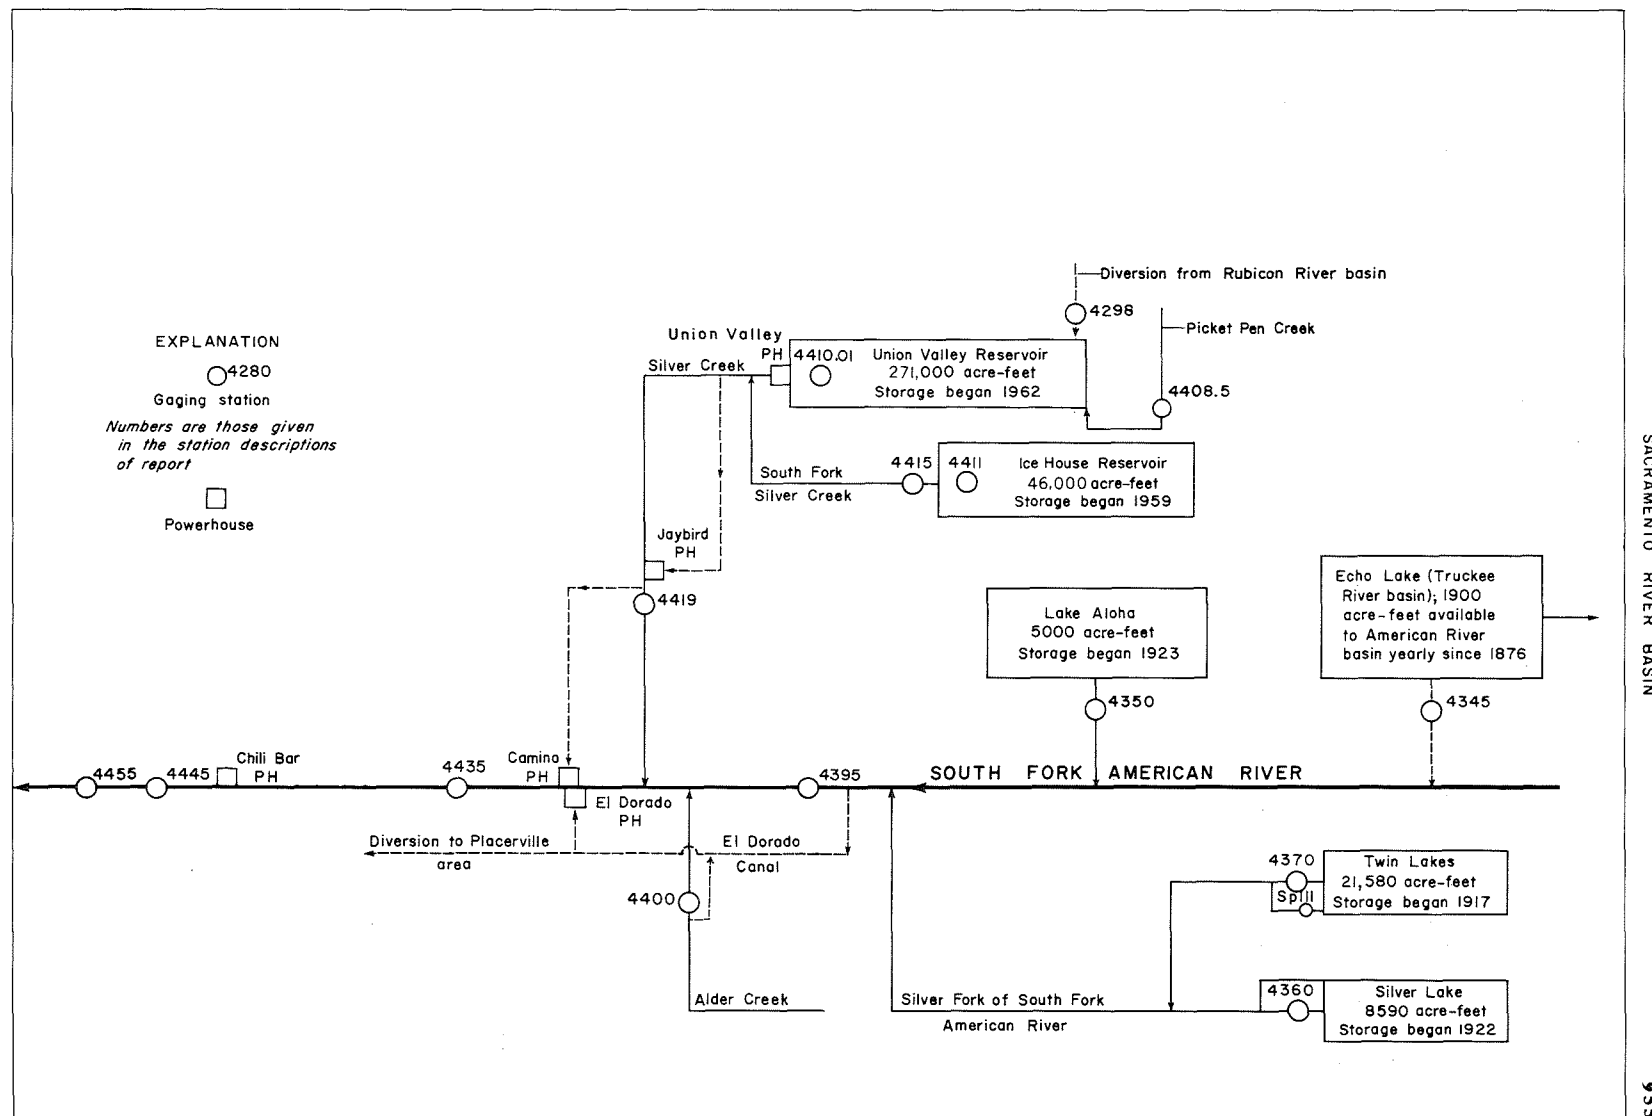 EXPLANATION
4280
Gaging station
Numbers are those given
in the station descriptions
of report
Powerhouse
Diversion from Rubicon River basin
4298
Picket Pen Creek
4408.5
Union Valley
PH
Silver Creek
4410.01
Union Valley Reservoir
271,000 acre-feet
Storage began 1962
4415
4411
Ice House Reservoir
46,000 acre-feet
Storage began 1959
South Fork
Silver Creek
Jaybird
PH
4419
Lake Aloha
5000 acre-feet
Storage began 1923
4350
Echo Lake (Truckee
River basin); 1900
acre-feet available
to American River
basin yearly since 1876
4345
4455
4445
Chili Bar
PH
4435
Camino
PH
El Dorado
PH
4395
SOUTH FORK AMERICAN RIVER
Diversion to Placerville
area
El Dorado
Canal
4400
Alder Creek
4370
Spill
Twin Lakes
21,580 acre-feet
Storage began 1917
Silver Fork of South Fork
American River
4360
Silver Lake
8590 acre-feet
Storage began 1922
SACRAMENTO RIVER BASIN